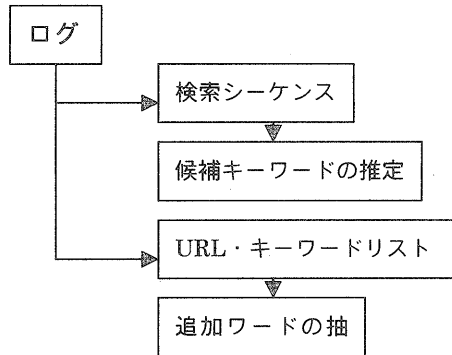 ログ
検索シーケンス
候補キーワードの推定
URL・キーワードリスト
追加ワードの抽